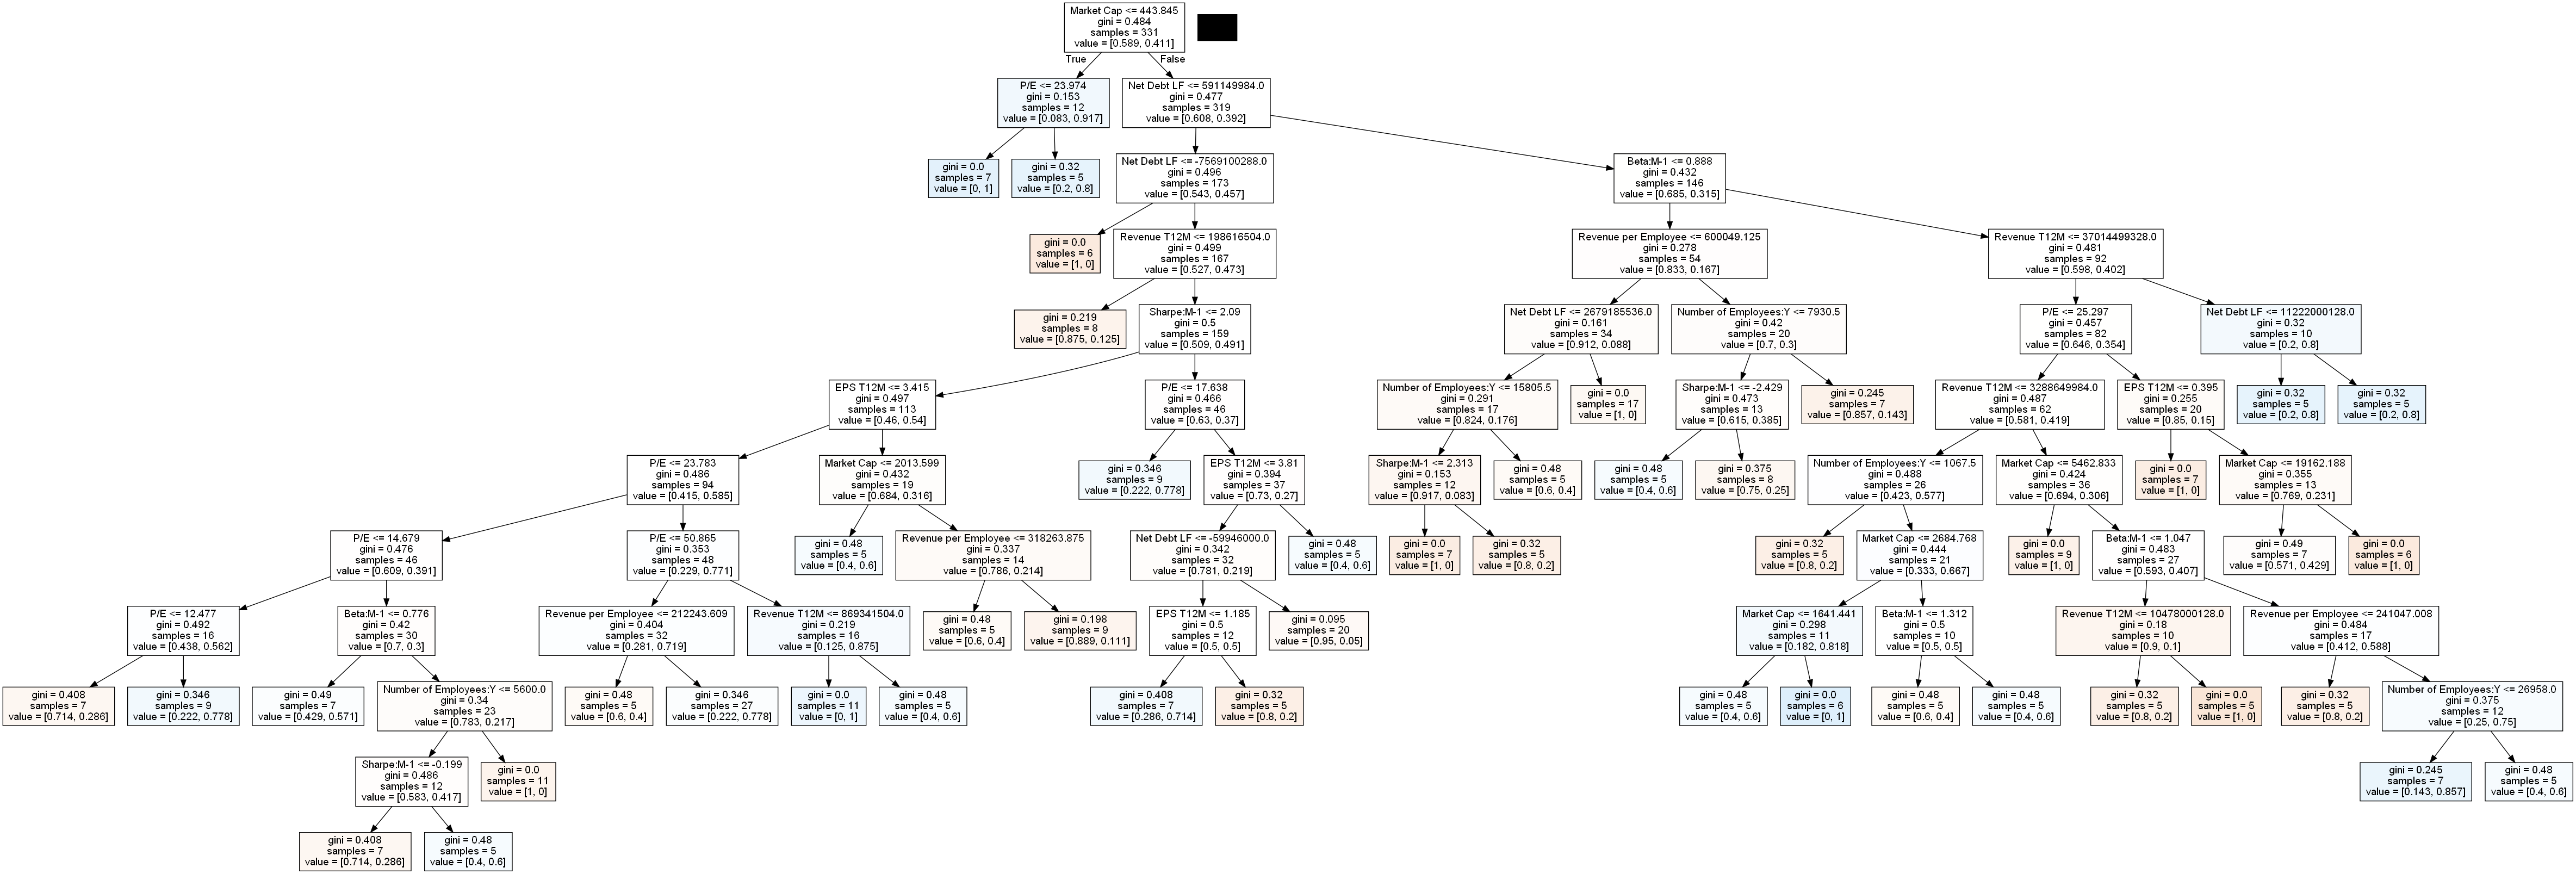 Market Cap <= 443.845
gini = 0.484
samples = 331
value = [0.589, 0.411]
True
False
P/E <= 23.974
gini = 0.153
samples = 12
value = [0.083, 0.917]
Net Debt LF <= 591149984.0
gini = 0.477
samples = 319
value = [0.608, 0.392]
gini = 0.0
samples = 7
value = [0, 1]
gini = 0.32
samples = 5
value = [0.2, 0.8]
Net Debt LF <= -7569100288.0
gini = 0.496
samples = 173
value = [0.543, 0.457]
Beta:M-1 <= 0.888
gini = 0.432
samples = 146
value = [0.685, 0.315]
gini = 0.0
samples = 6
value = [1, 0]
Revenue T12M <= 198616504.0
gini = 0.499
samples = 167
value = [0.527, 0.473]
Revenue per Employee <= 600049.125
gini = 0.278
samples = 54
value = [0.833, 0.167]
Revenue T12M <= 37014499328.0
gini = 0.481
samples = 92
value = [0.598, 0.402]
gini = 0.219
samples = 8
value = [0.875, 0.125]
Sharpe:M-1 <= 2.09
gini = 0.5
samples = 159
value = [0.509, 0.491]
Net Debt LF <= 2679185536.0
gini = 0.161
samples = 34
value = [0.912, 0.088]
Number of Employees:Y <= 7930.5
gini = 0.42
samples = 20
value = [0.7, 0.3]
P/E <= 25.297
gini = 0.457
samples = 82
value = [0.646, 0.354]
Net Debt LF <= 11222000128.0
gini = 0.32
samples = 10
value = [0.2, 0.8]
EPS T12M <= 3.415
gini = 0.497
samples = 113
value = [0.46, 0.54]
P/E <= 17.638
gini = 0.466
samples = 46
value = [0.63, 0.37]
Number of Employees:Y <= 15805.5
gini = 0.291
samples = 17
value = [0.824, 0.176]
gini = 0.0
samples = 17
value = [1, 0]
Sharpe:M-1 <= -2.429
gini = 0.473
samples = 13
value = [0.615, 0.385]
gini = 0.245
samples = 7
value = [0.857, 0.143]
Revenue T12M <= 3288649984.0
gini = 0.487
samples = 62
value = [0.581, 0.419]
EPS T12M <= 0.395
gini = 0.255
samples = 20
value = [0.85, 0.15]
gini = 0.32
samples = 5
value = [0.2, 0.8]
gini = 0.32
samples = 5
value = [0.2, 0.8]
P/E <= 23.783
gini = 0.486
samples = 94
value = [0.415, 0.585]
Market Cap <= 2013.599
gini = 0.432
samples = 19
value = [0.684, 0.316]
gini = 0.346
samples = 9
value = [0.222, 0.778]
EPS T12M <= 3.81
gini = 0.394
samples = 37
value = [0.73, 0.27]
Sharpe:M-1 <= 2.313
gini = 0.153
samples = 12
value = [0.917, 0.083]
gini = 0.48
samples = 5
value = [0.6, 0.4]
gini = 0.48
samples = 5
value = [0.4, 0.6]
gini = 0.375
samples = 8
value = [0.75, 0.25]
Number of Employees:Y <= 1067.5
gini = 0.488
samples = 26
value = [0.423, 0.577]
Market Cap <= 5462.833
gini = 0.424
samples = 36
value = [0.694, 0.306]
gini = 0.0
samples = 7
value = [1, 0]
Market Cap <= 19162.188
gini = 0.355
samples = 13
value = [0.769, 0.231]
P/E <= 14.679
gini = 0.476
samples = 46
value = [0.609, 0.391]
P/E <= 50.865
gini = 0.353
samples = 48
value = [0.229, 0.771]
gini = 0.48
samples = 5
value = [0.4, 0.6]
Revenue per Employee <= 318263.875
gini = 0.337
samples = 14
value = [0.786, 0.214]
Net Debt LF <= -59946000.0
gini = 0.342
samples = 32
value = [0.781, 0.219]
gini = 0.48
samples = 5
value = [0.4, 0.6]
gini = 0.0
samples = 7
value = [1, 0]
gini = 0.32
samples = 5
value = [0.8, 0.2]
gini = 0.32
samples = 5
value = [0.8, 0.2]
Market Cap <= 2684.768
gini = 0.444
samples = 21
value = [0.333, 0.667]
gini = 0.0
samples = 9
value = [1, 0]
Beta:M-1 <= 1.047
gini = 0.483
samples = 27
value = [0.593, 0.407]
gini = 0.49
samples = 7
value = [0.571, 0.429]
gini = 0.0
samples = 6
value = [1, 0]
P/E <= 12.477
gini = 0.492
samples = 16
value = [0.438, 0.562]
Beta:M-1 <= 0.776
gini = 0.42
samples = 30
value = [0.7, 0.3]
Revenue per Employee <= 212243.609
gini = 0.404
samples = 32
value = [0.281, 0.719]
Revenue T12M <= 869341504.0
gini = 0.219
samples = 16
value = [0.125, 0.875]
gini = 0.48
samples = 5
value = [0.6, 0.4]
gini = 0.198
samples = 9
value = [0.889, 0.111]
EPS T12M <= 1.185
gini = 0.5
samples = 12
value = [0.5, 0.5]
gini = 0.095
samples = 20
value = [0.95, 0.05]
Market Cap <= 1641.441
gini = 0.298
samples = 11
value = [0.182, 0.818]
Beta:M-1 <= 1.312
gini = 0.5
samples = 10
value = [0.5, 0.5]
Revenue T12M <= 10478000128.0
gini = 0.18
samples = 10
value = [0.9, 0.1]
Revenue per Employee <= 241047.008
gini = 0.484
samples = 17
value = [0.412, 0.588]
gini = 0.408
samples = 7
value = [0.714, 0.286]
gini = 0.346
samples = 9
value = [0.222, 0.778]
gini = 0.49
samples = 7
value = [0.429, 0.571]
Number of Employees:Y <= 5600.0
gini = 0.34
samples = 23
value = [0.783, 0.217]
gini = 0.48
samples = 5
value = [0.6, 0.4]
gini = 0.346
samples = 27
value = [0.222, 0.778]
gini = 0.0
samples = 11
value = [0, 1]
gini = 0.48
samples = 5
value = [0.4, 0.6]
gini = 0.408
samples = 7
value = [0.286, 0.714]
gini = 0.32
samples = 5
value = [0.8, 0.2]
gini = 0.48
samples = 5
value = [0.4, 0.6]
gini = 0.0
samples = 6
value = [0, 1]
gini = 0.48
samples = 5
value = [0.6, 0.4]
gini = 0.48
samples = 5
value = [0.4, 0.6]
gini = 0.32
samples = 5
value = [0.8, 0.2]
gini = 0.0
samples = 5
value = [1, 0]
gini = 0.32
samples = 5
value = [0.8, 0.2]
Number of Employees:Y <= 26958.0
gini = 0.375
samples = 12
value = [0.25, 0.75]
Sharpe:M-1 <= -0.199
gini = 0.486
samples = 12
value = [0.583, 0.417]
gini = 0.0
samples = 11
value = [1, 0]
gini = 0.245
samples = 7
value = [0.143, 0.857]
gini = 0.48
samples = 5
value = [0.4, 0.6]
gini = 0.408
samples = 7
value = [0.714, 0.286]
gini = 0.48
samples = 5
value = [0.4, 0.6]